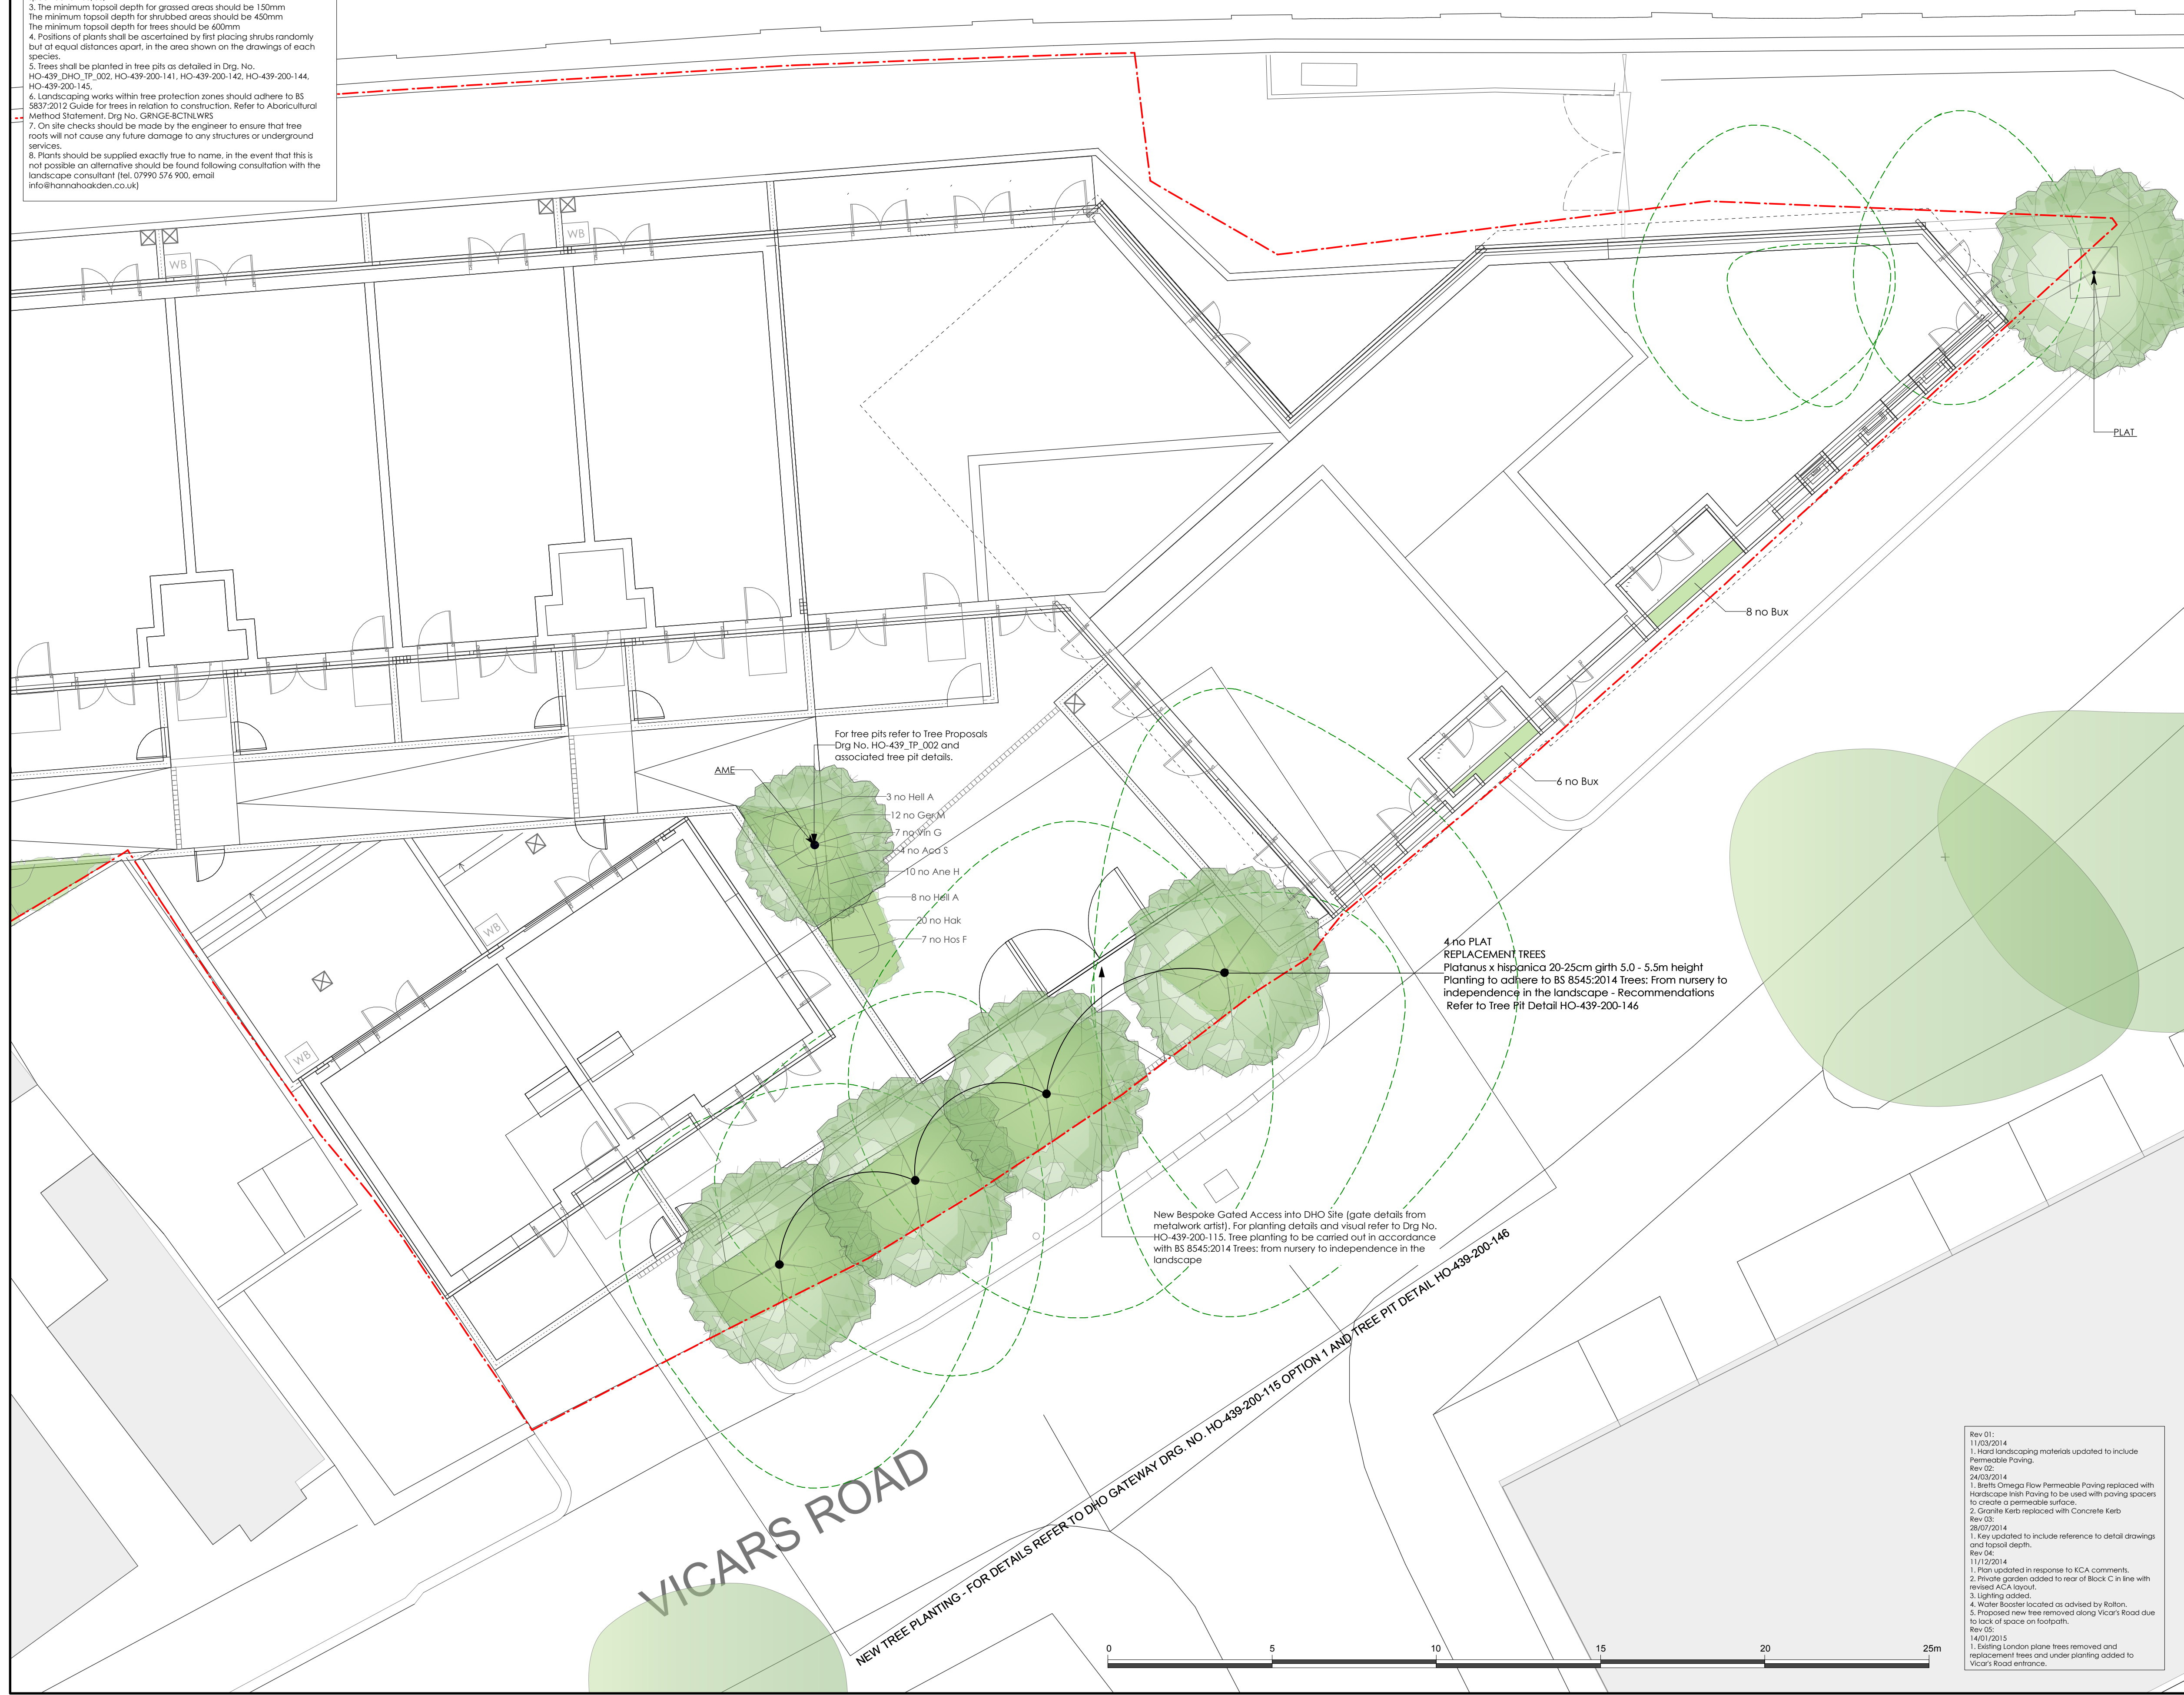 3. The minimum topsoil depth for grassed areas should be 150mm
The minimum topsoil depth for shrubbed areas should be 450mm
The minimum topsoil depth for trees should be 600mm
4. Positions of plants shall be ascertained by first placing shrubs randomly
but at equal distances apart, in the area shown on the drawings of each
species.
5. Trees shall be planted in tree pits as detailed in Drg. No.
HO-439_DHO_TP_002, HO-439-200-141, HO-439-200-142, HO-439-200-144,
HO-439-200-145,
6. Landscaping works within tree protection zones should adhere to BS
5837:2012 Guide for trees in relation to construction. Refer to Aboricultural
Method Statement. Drg No. GRNGE-BCTNLWRS
7. On site checks should be made by the engineer to ensure that tree
roots will not cause any future damage to any structures or underground
services.
8. Plants should be supplied exactly true to name, in the event that this is
not possible an alternative should be found following consultation with the
landscape consultant (tel. 07990 576 900, email
info@hannahoakden.co.uk)
WB
WB
PLAT
8 no Bux
6 no Bux
For tree pits refer to Tree Proposals
Drg No. HO-439_TP_002 and
associated tree pit details.
AME
3 no Hell A
12 no Ger M
7 no Vin G
4 no Aca S
10 no Ane H
8 no Hell A
20 no Hak
7 no Hos F
WB
WB
4 no PLAT
REPLACEMENT TREES
Platanus x hispanica 20-25cm girth 5.0 - 5.5m height
Planting to adhere to BS 8545:2014 Trees: From nursery to
independence in the landscape - Recommendations
Refer to Tree Pit Detail HO-439-200-146
New Bespoke Gated Access into DHO Site (gate details from
metalwork artist). For planting details and visual refer to Drg No.
HO-439-200-115. Tree planting to be carried out in accordance
with BS 8545:2014 Trees: from nursery to independence in the
landscape
NEW TREE PLANTING - FOR DETAILS REFER TO DHO GATEWAY DRG. NO. HO-439-200-115 OPTION 1 AND TREE PIT DETAIL HO-439-200-146
VICARS ROAD
0 5 10 15 20 25m
Rev 01:
11/03/2014
1. Hard landscaping materials updated to include
Permeable Paving.
Rev 02:
24/03/2014
1. Bretts Omega Flow Permeable Paving replaced with
Hardscape Inish Paving to be used with paving spacers
to create a permeable surface.
2. Granite Kerb replaced with Concrete Kerb
Rev 03:
28/07/2014
1. Key updated to include reference to detail drawings
and topsoil depth.
Rev 04:
11/12/2014
1. Plan updated in response to KCA comments.
2. Private garden added to rear of Block C in line with
revised ACA layout.
3. Lighting added.
4. Water Booster located as advised by Rolton.
5. Proposed new tree removed along Vicar's Road due
to lack of space on footpath.
Rev 05:
14/01/2015
1. Existing London plane trees removed and
replacement trees and under planting added to
Vicar's Road entrance.